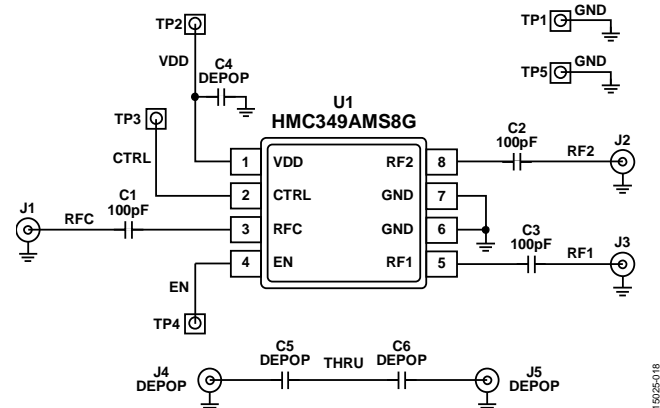 TP2
TP1
GND
VDD
C4
DEPOP
TP5
GND
U1
HMC349AMS8G
TP3
CTRL
C2
100pF
RF2
J2
1
VDD
RF2
8
2
CTRL
GND
7
J1
RFC
C1
100pF
3
RFC
GND
6
C3
100pF
RF1
J3
4
EN
RF1
5
EN
TP4
J4
DEPOP
C5
DEPOP
THRU
C6
DEPOP
J5
DEPOP
15025-018